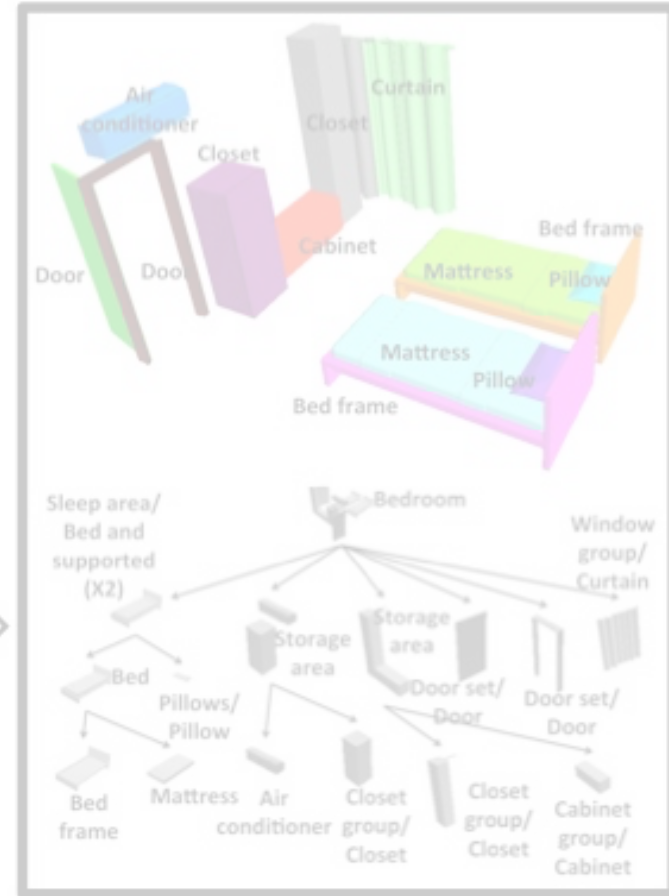 Air
conditioner
Curtain
Closet
Closet
Cabinet
Door
Door
Bed frame
Mattress
Pillow
Mattress
Pillow
Bed frame
Sleep area/
Bed and
supported
(X2)
Bedroom
Window
group/
Curtain
Storage
area
Storage
area
Door set/
Door
Door set/
Door
Bed
Pillows/
Pillow
Bed
frame
Mattress
Air
conditioner
Closet
group/
Closet
Closet
group/
Closet
Cabinet
group/
Cabinet